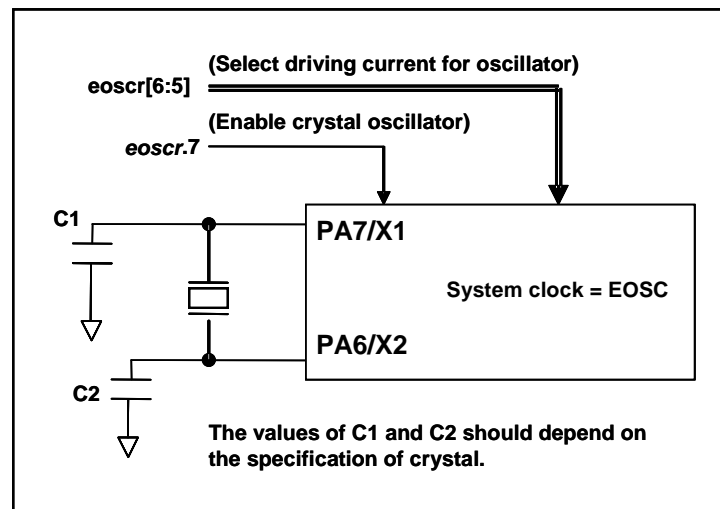 (Select driving current for oscillator)
eoscr[6:5]
(Enable crystal oscillator)
eoscr.7
C1
PA7/X1
System clock = EOSC
PA6/X2
C2
The values of C1 and C2 should depend on
the specification of crystal.